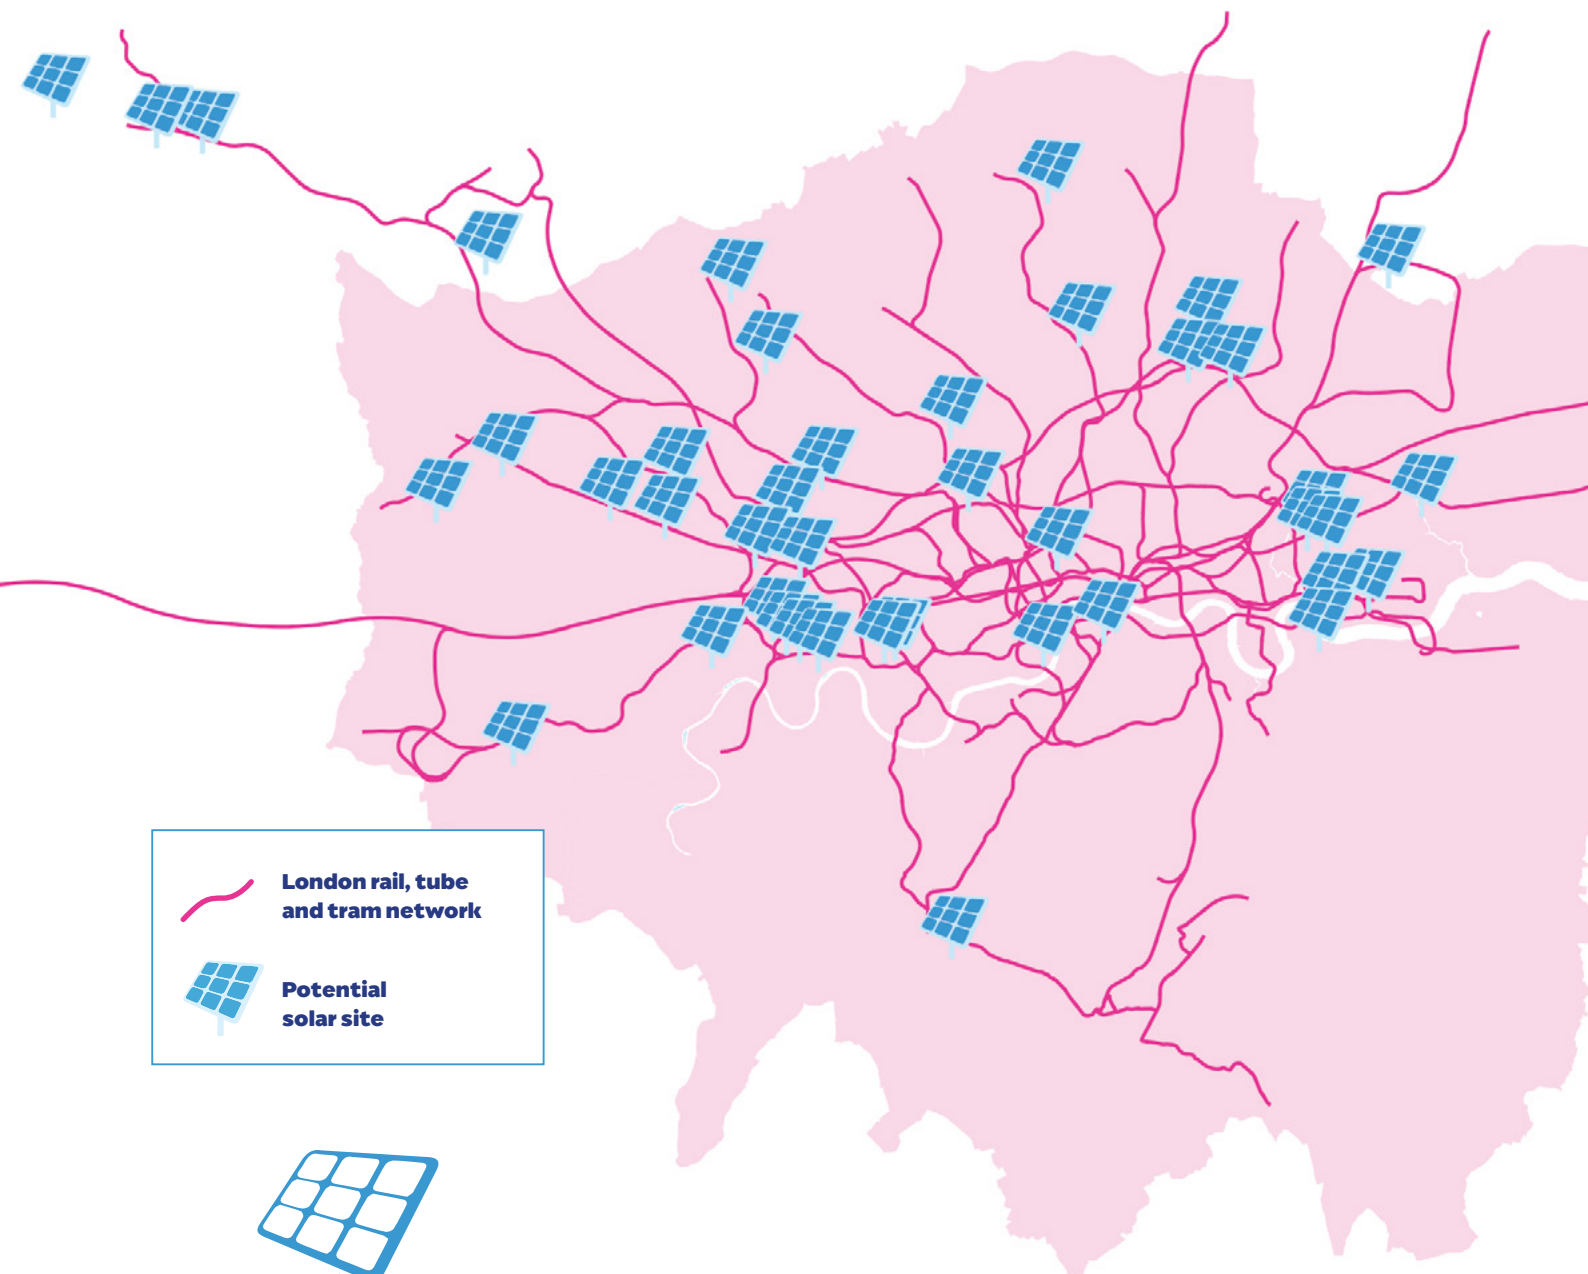 London rail, tube
and tram network
Potential
solar site